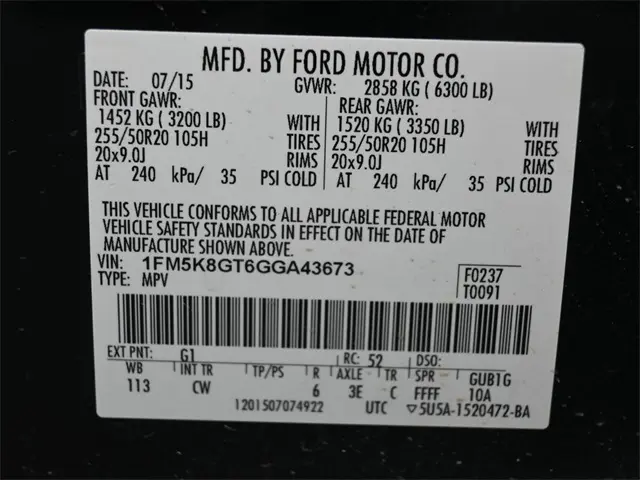 MFD. BY FORD MOTOR CO.
DATE: 07/15 GVWR: 2858 KG ( 6300 LB)
FRONT GAWR: REAR GAWR:
1452 KG ( 3200 LB) WITH 1520 KG ( 3350 LB) WITH
255/50R20 105H TIRES 255/50R20 105H TIRES
20x9.0J RIMS 20x9.0J RIMS
AT 240 kPa/ 35 PSI COLD AT 240 kPa/ 35 PSI COLD
THIS VEHICLE CONFORMS TO ALL APPLICABLE FEDERAL MOTOR
VEHICLE SAFETY STANDARDS IN EFFECT ON THE DATE OF
MANUFACTURE SHOWN ABOVE.
VIN: 1FM5K8GT6GGA43673 F0237
TYPE: MPV T0091
EXT PNT: G1 RC: 52 DSO:
WB INT TR TP/PS R AXLE TR SPR GUB1G
113 CW 6 3E C FFFF 10A
1201507074922 UTC ▽5U5A-1520472-BA